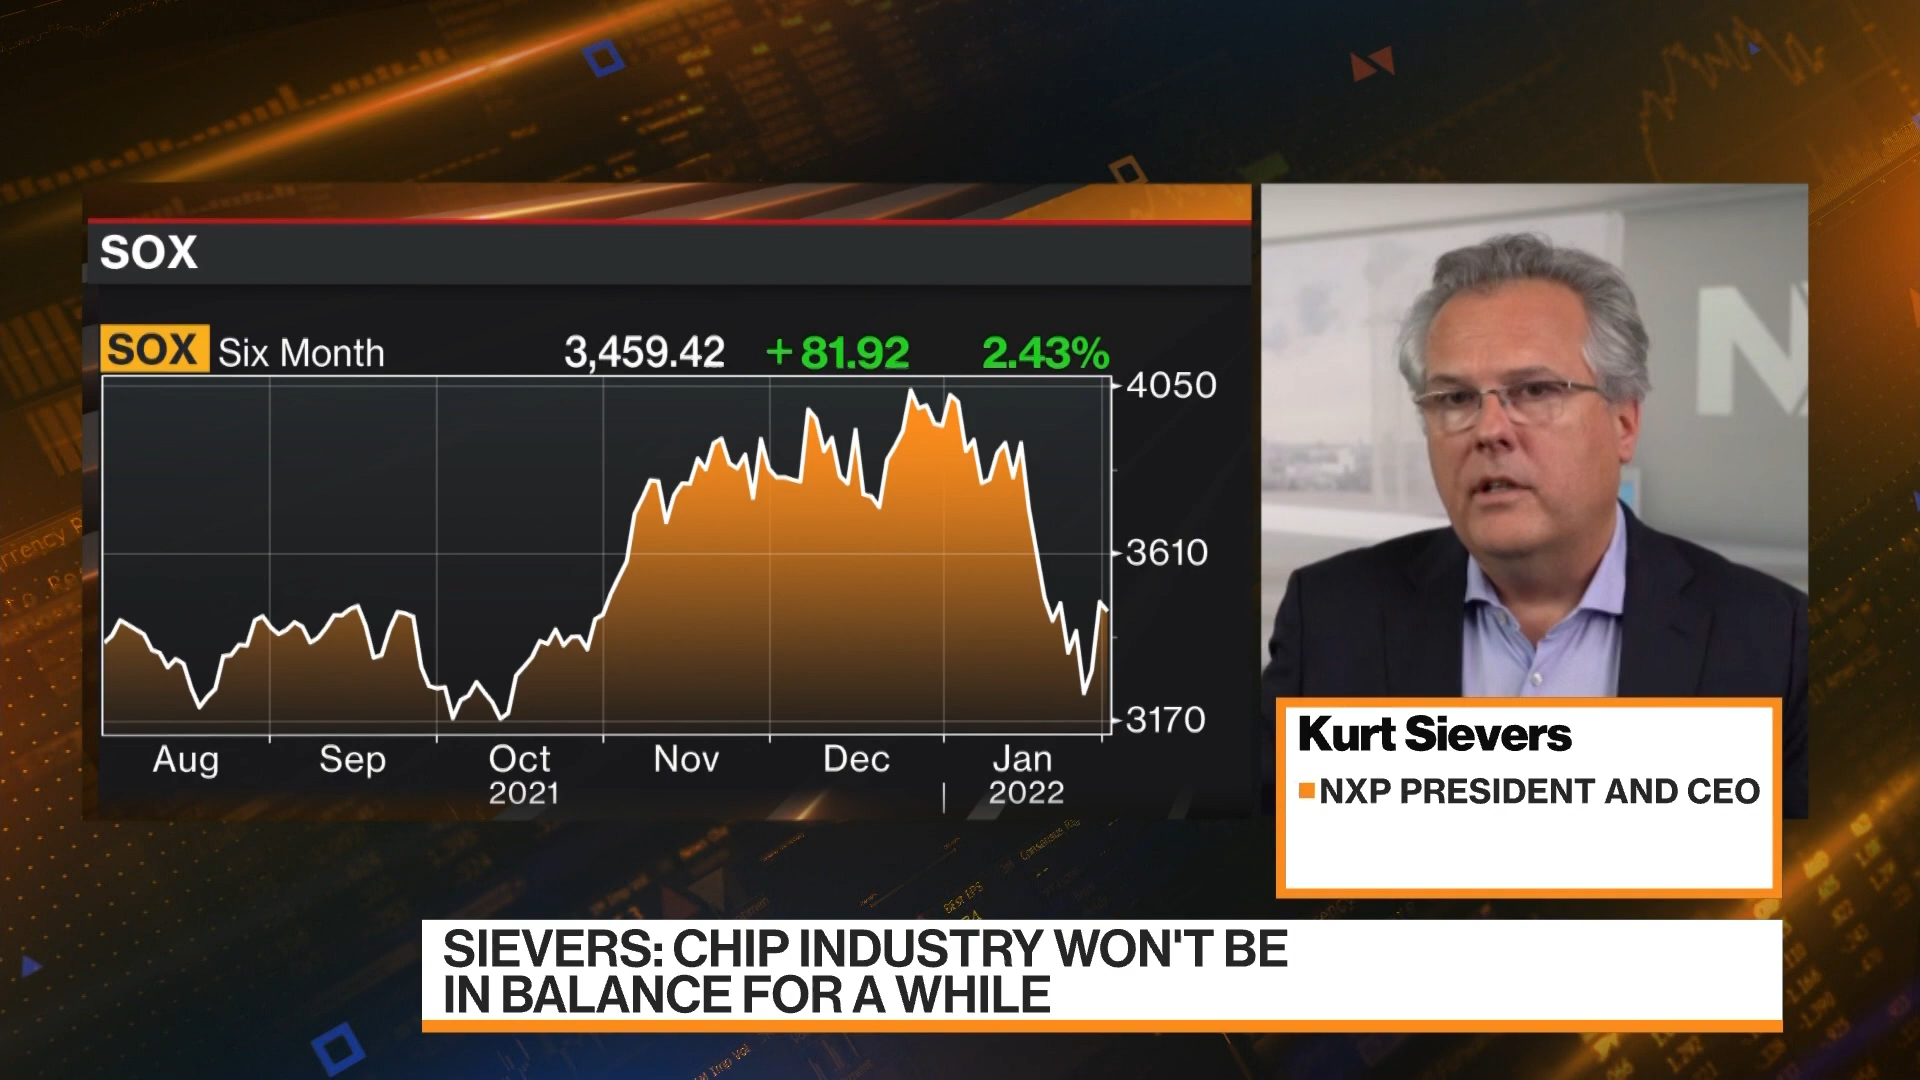 SOX
SOX Six Month 3,459.42 +81.92 2.43%
4050
3610
3170
Aug Sep Oct Nov Dec Jan
2021 2022
N
Kurt Sievers
NXP PRESIDENT AND CEO
SIEVERS: CHIP INDUSTRY WON'T BE
IN BALANCE FOR A WHILE